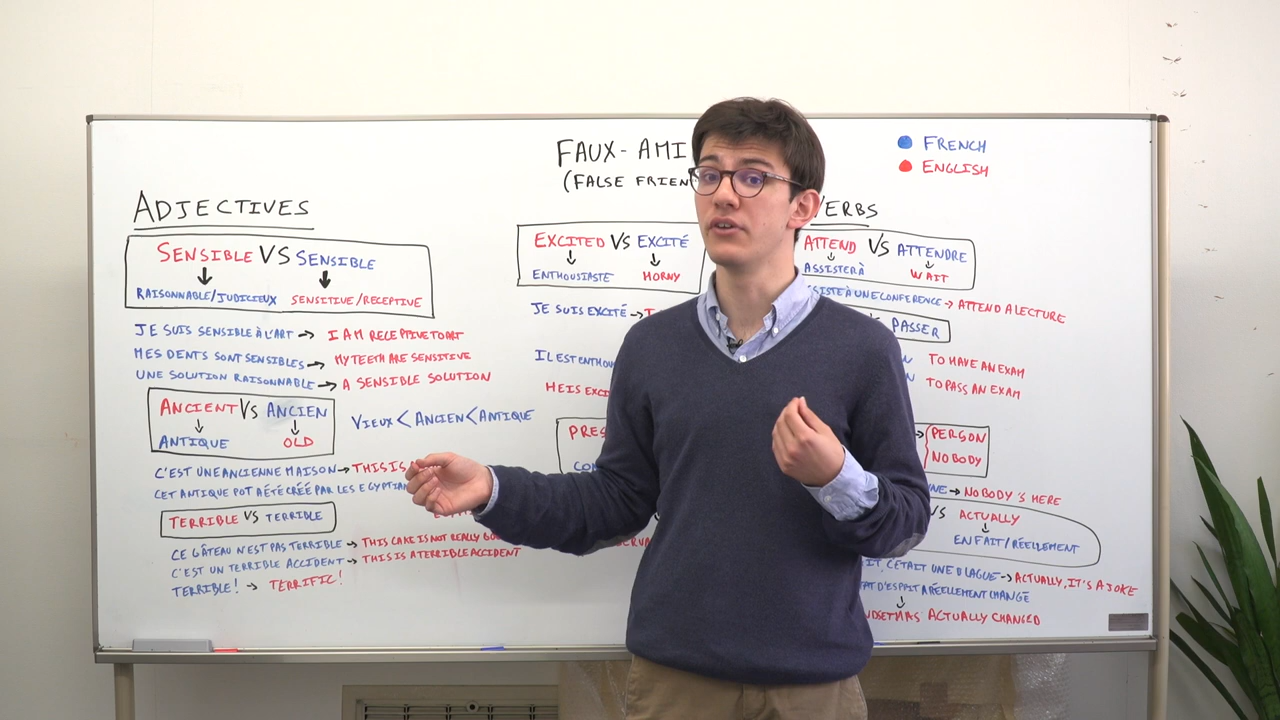 FAUX-AMI
(FALSE FRIEN
FRENCH
ENGLISH
ADJECTIVES
SENSIBLE VS SENSIBLE
RAISONNABLE/JUDICIEUX SENSITIVE/RECEPTIVE
JE SUIS SENSIBLE À L'ART → I AM RECEPTIVE TO ART
MES DENTS SONT SENSIBLES → MY TEETH ARE SENSITIVE
UNE SOLUTION RAISONNABLE → A SENSIBLE SOLUTION
ANCIENT VS ANCIEN
ANTIQUE OLD
VIEUX < ANCIEN < ANTIQUE
C'EST UNE ANCIENNE MAISON → THIS IS
CET ANTIQUE POT A ÉTÉ CRÉÉ PAR LES EGYPTIAN
TERRIBLE VS TERRIBLE
CE GÂTEAU N'EST PAS TERRIBLE → THIS CAKE IS NOT REALLY
C'EST UN TERRIBLE ACCIDENT → THIS IS A TERRIBLE ACCIDENT
TERRIBLE! → TERRIFIC!
EXCITED VS EXCITÉ
ENTHOUSIASTE HORNY
JE SUIS EXCITÉ →
IL EST ENTHOU
HE IS EXCI
PRES
CON
ERBS
ATTEND VS ATTENDRE
ASSISTER À WAIT
SISTE À UNE CONFERENCE → ATTEND A LECTURE
PASSER
TO HAVE AN EXAM
TO PASS AN EXAM
PERSON
NOBODY
NE → NOBODY'S HERE
VS ACTUALLY
EN FAIT/RÉELLEMENT
IT, C'ÉTAIT UNE BLAGUE → ACTUALLY, IT'S A JOKE
AT D'ESPRIT A RÉELLEMENT CHANGÉ
NDSET HAS ACTUALLY CHANGED